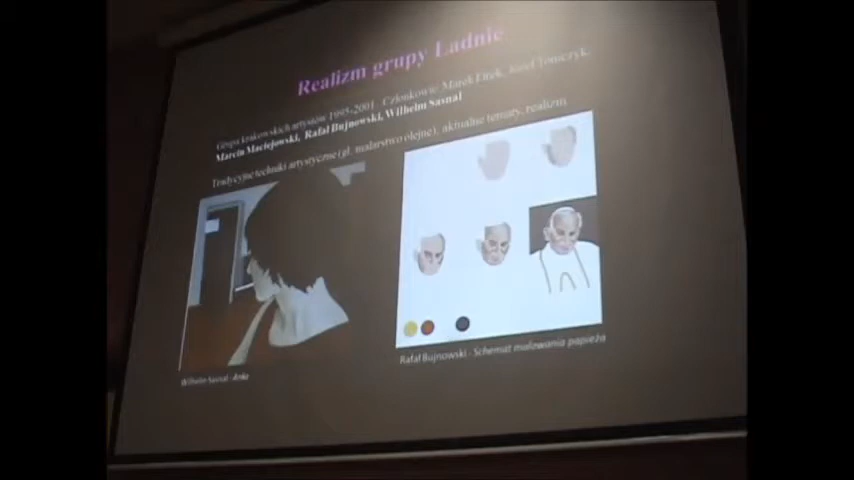 Realizm grupy Ładnie
Grupa krakowskich artystów 1995-2001. Członkowie: Marek Firek, Józef Tomczyk,
Marcin Maciejowski, Rafał Bujnowski, Wilhelm Sasnal
Tradycyjne techniki artystyczne (gł. malarstwo olejne), aktualne tematy, realizm
Wilhelm Sasnal - Anka
Rafał Bujnowski - Schemat malowania papieża